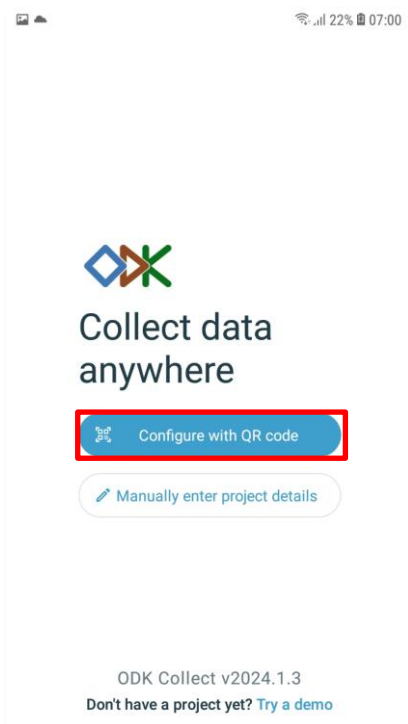 22% 07:00
ODK
Collect data
anywhere
Configure with QR code
Manually enter project details
ODK Collect v2024.1.3
Don't have a project yet? Try a demo